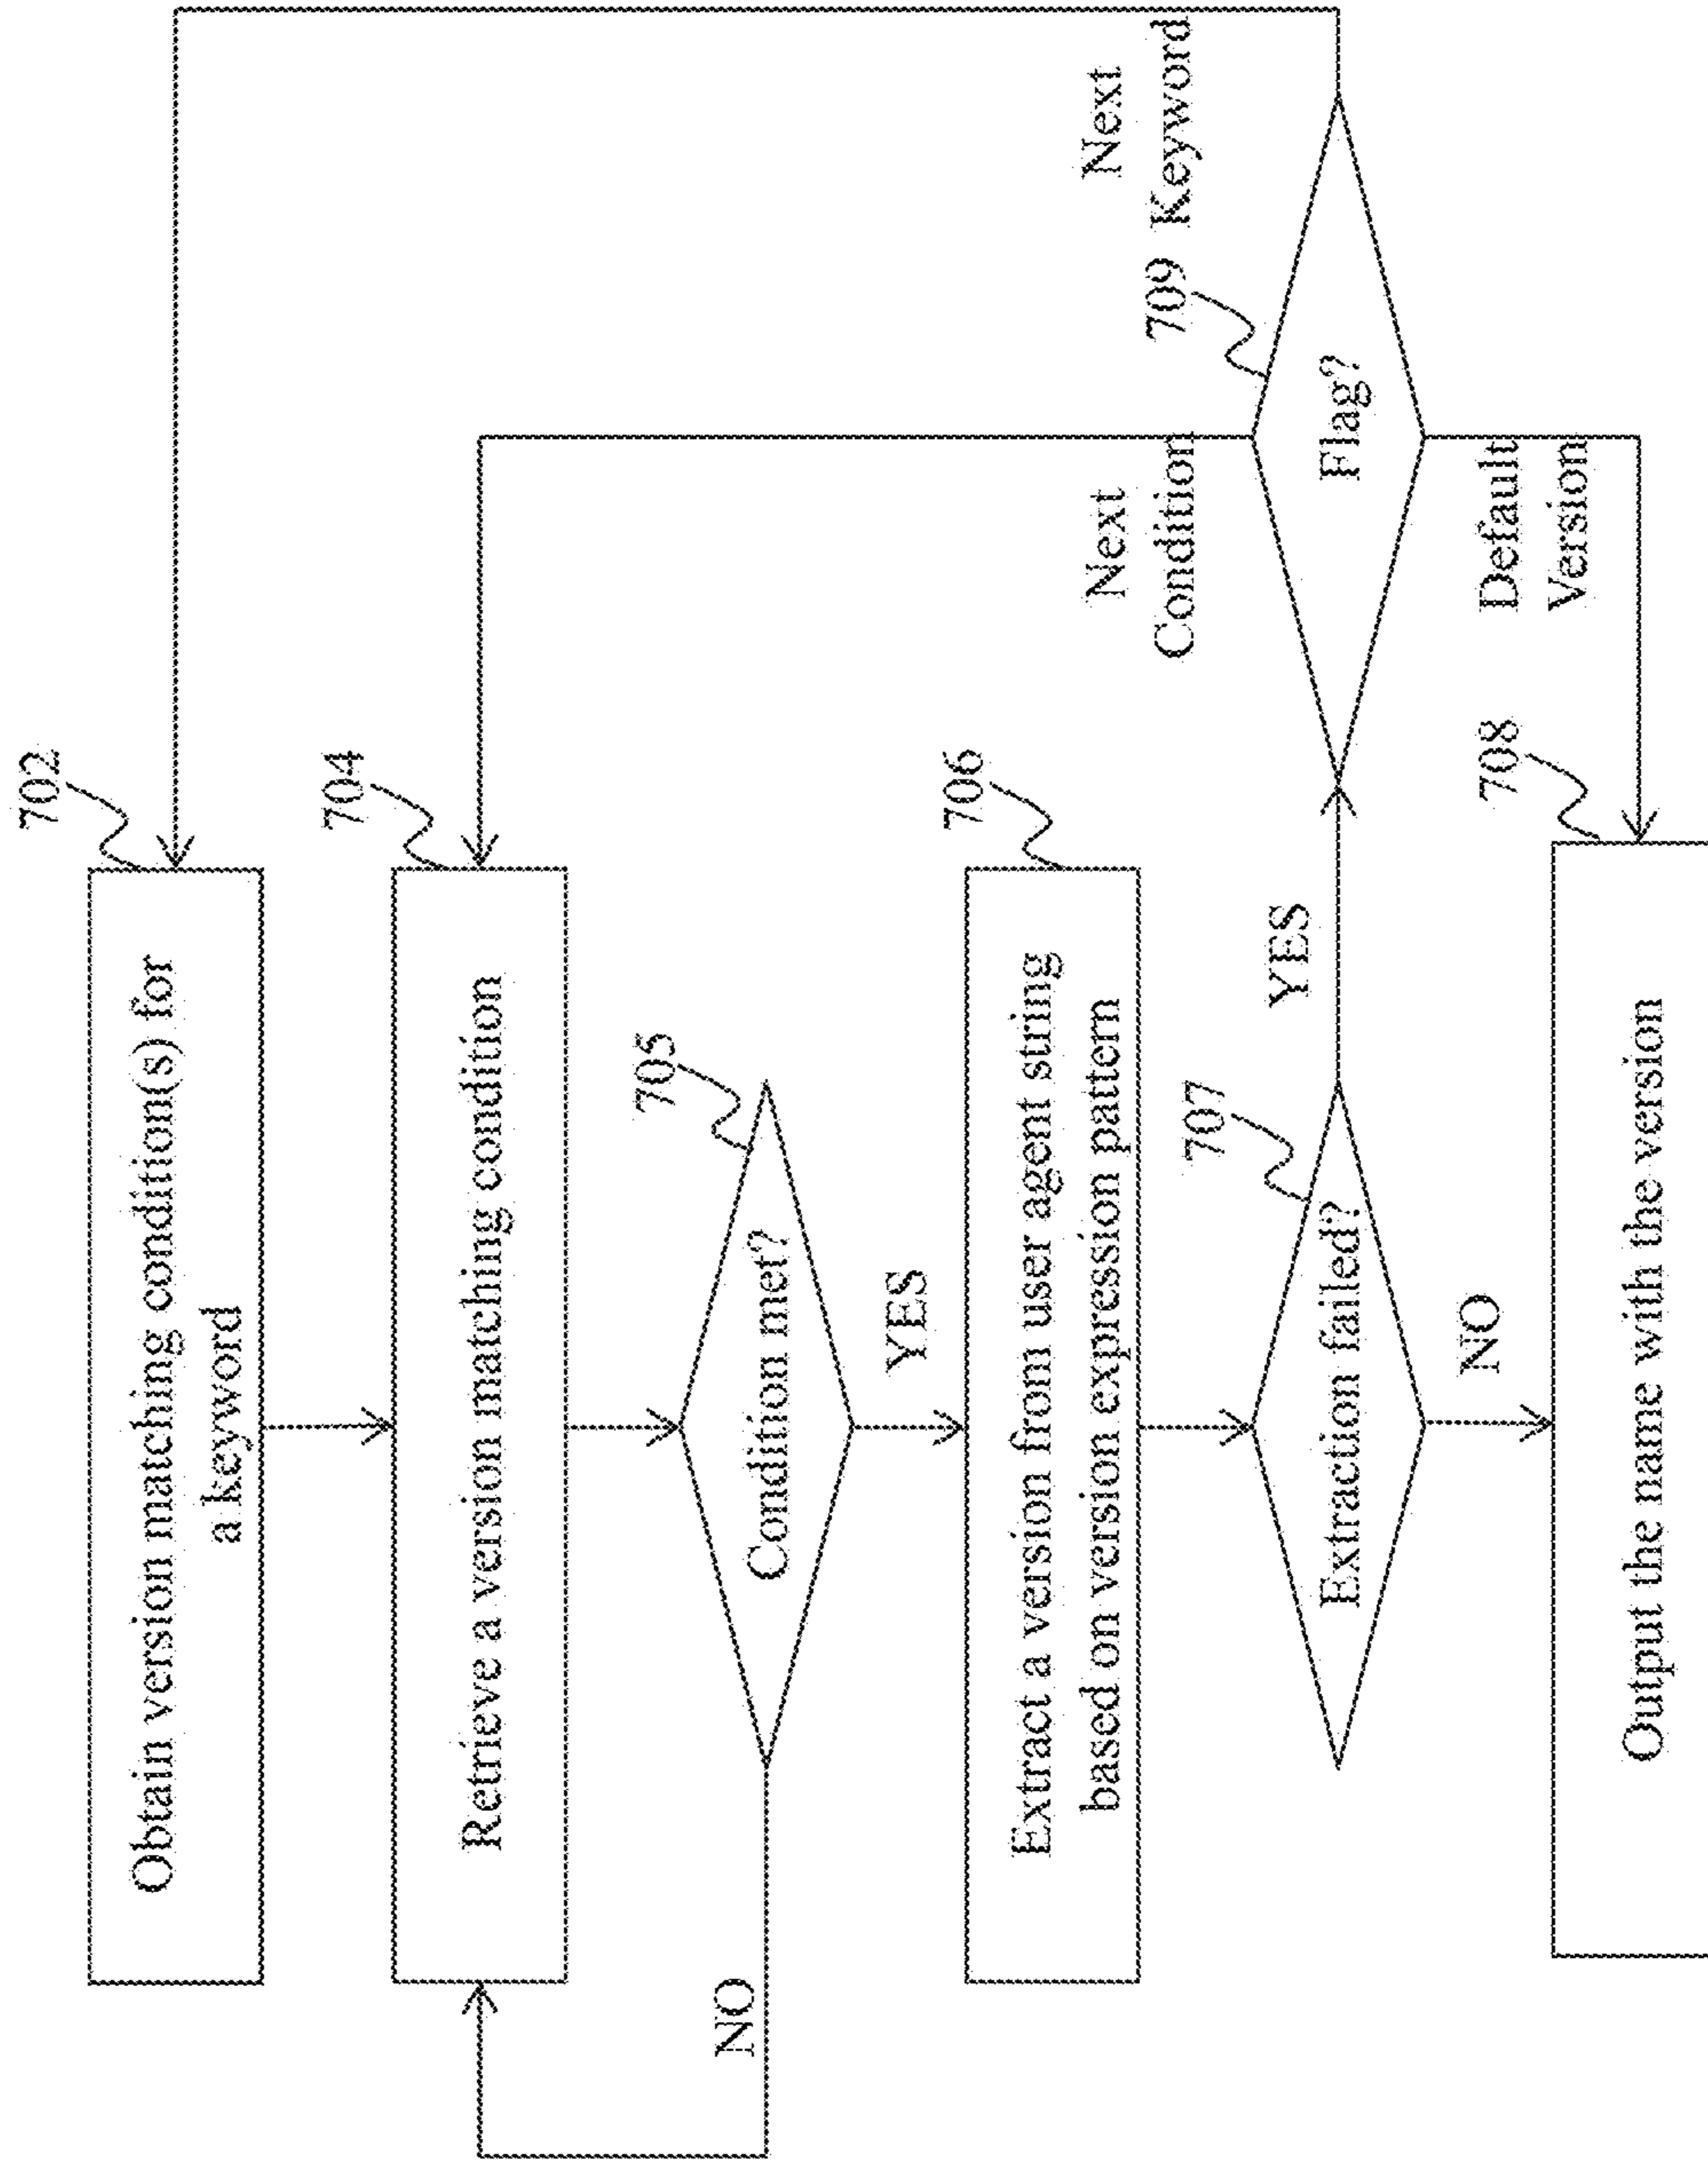 702
Obtain version matching condition(s) for
a keyword
704
Retrieve a version matching condition
705
Condition met?
NO
YES
706
Extract a version from user agent string
based on version expression pattern
707
Extraction failed?
YES
NO
Next
Condition
709
Next
Keyword
Flag?
Default
Version
708
Output the name with the version